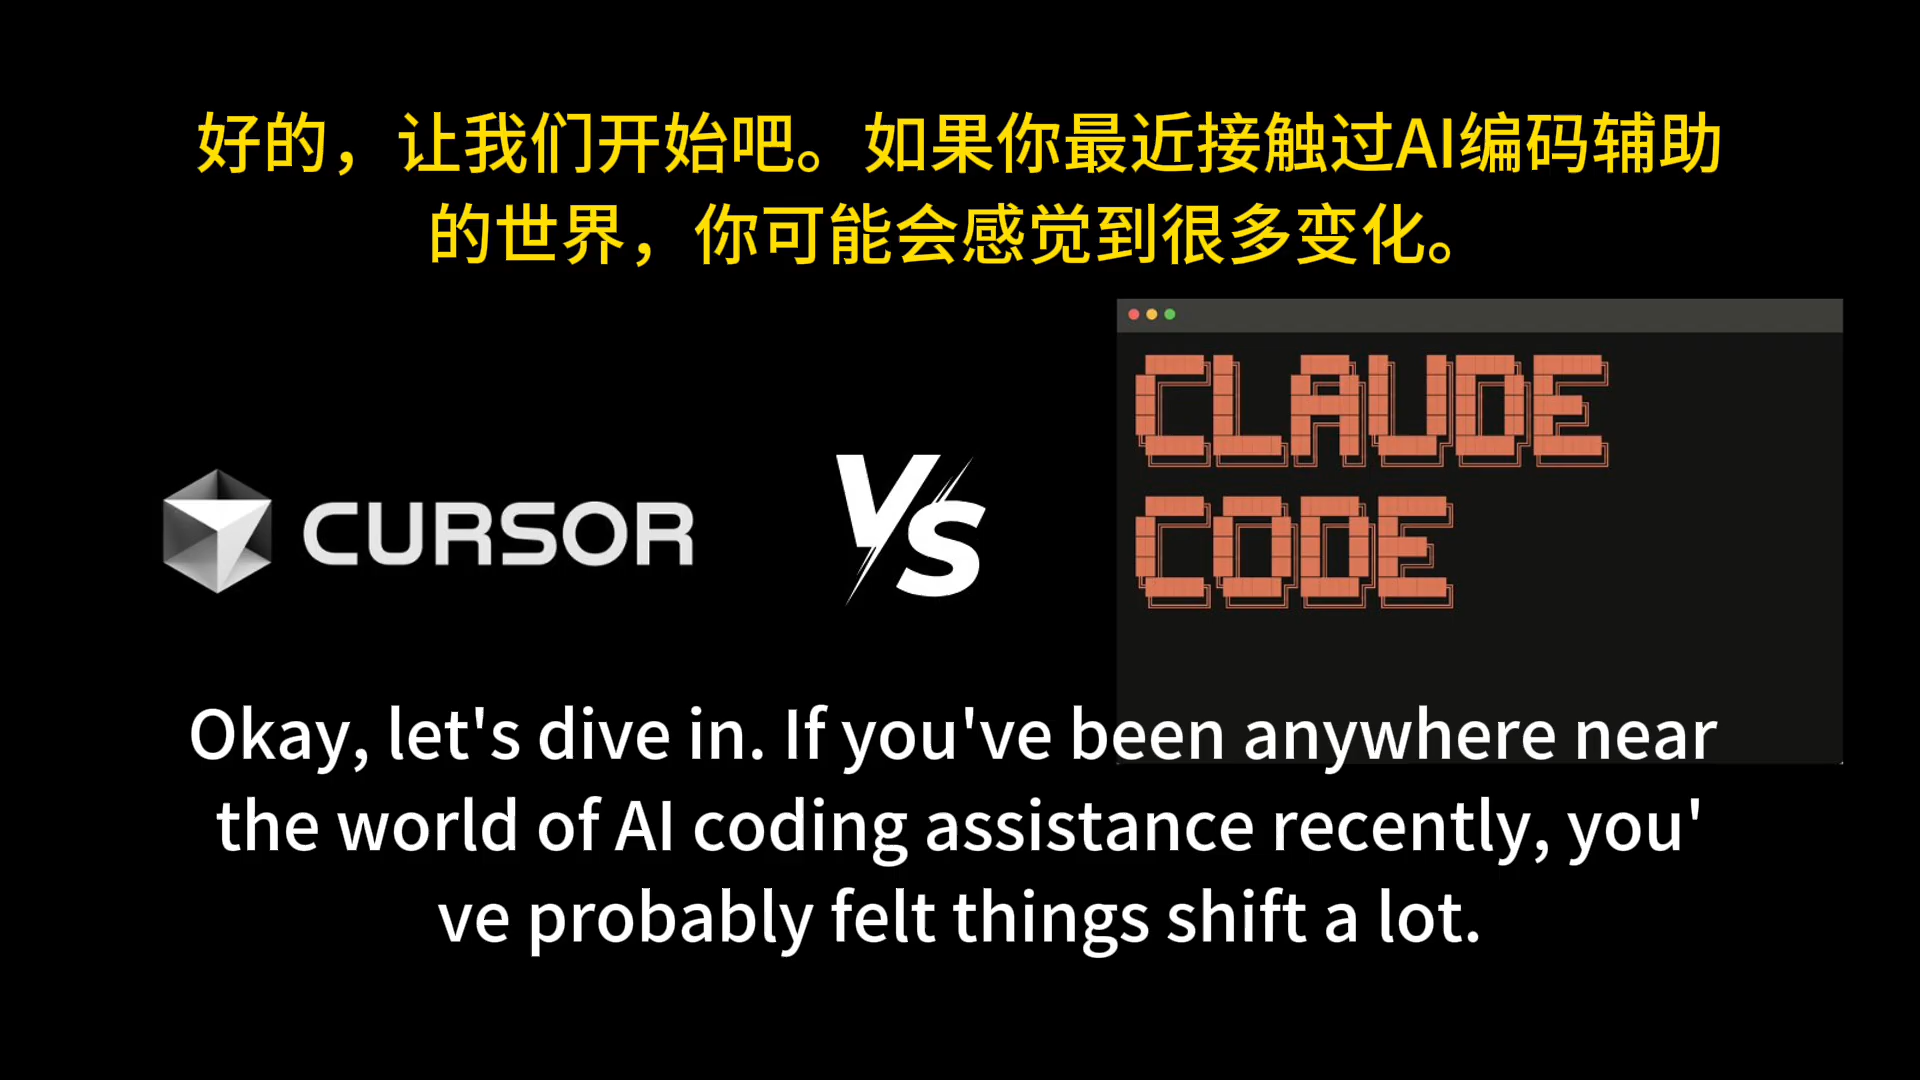 好的，让我们开始吧。如果你最近接触过AI编码辅助
的世界，你可能会感觉到很多变化。
CURSOR
VS
CLAUDE
CODE
Okay, let's dive in. If you've been anywhere near
the world of AI coding assistance recently, you'
've probably felt things shift a lot.